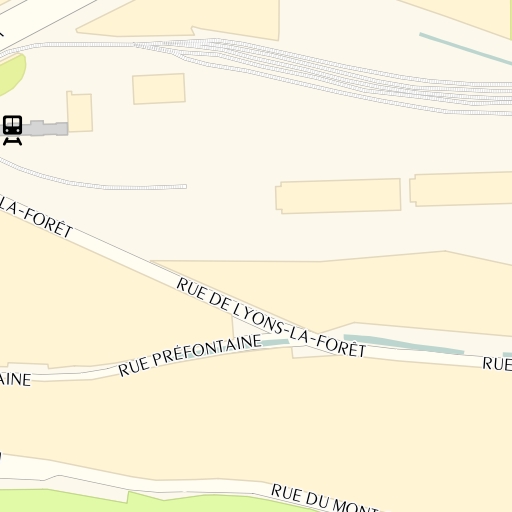 LA-FORÊT
RUE DE LYONS-LA-FORÊT
RUE PRÉFONTAINE
RUE
AINE
RUE DU MONT